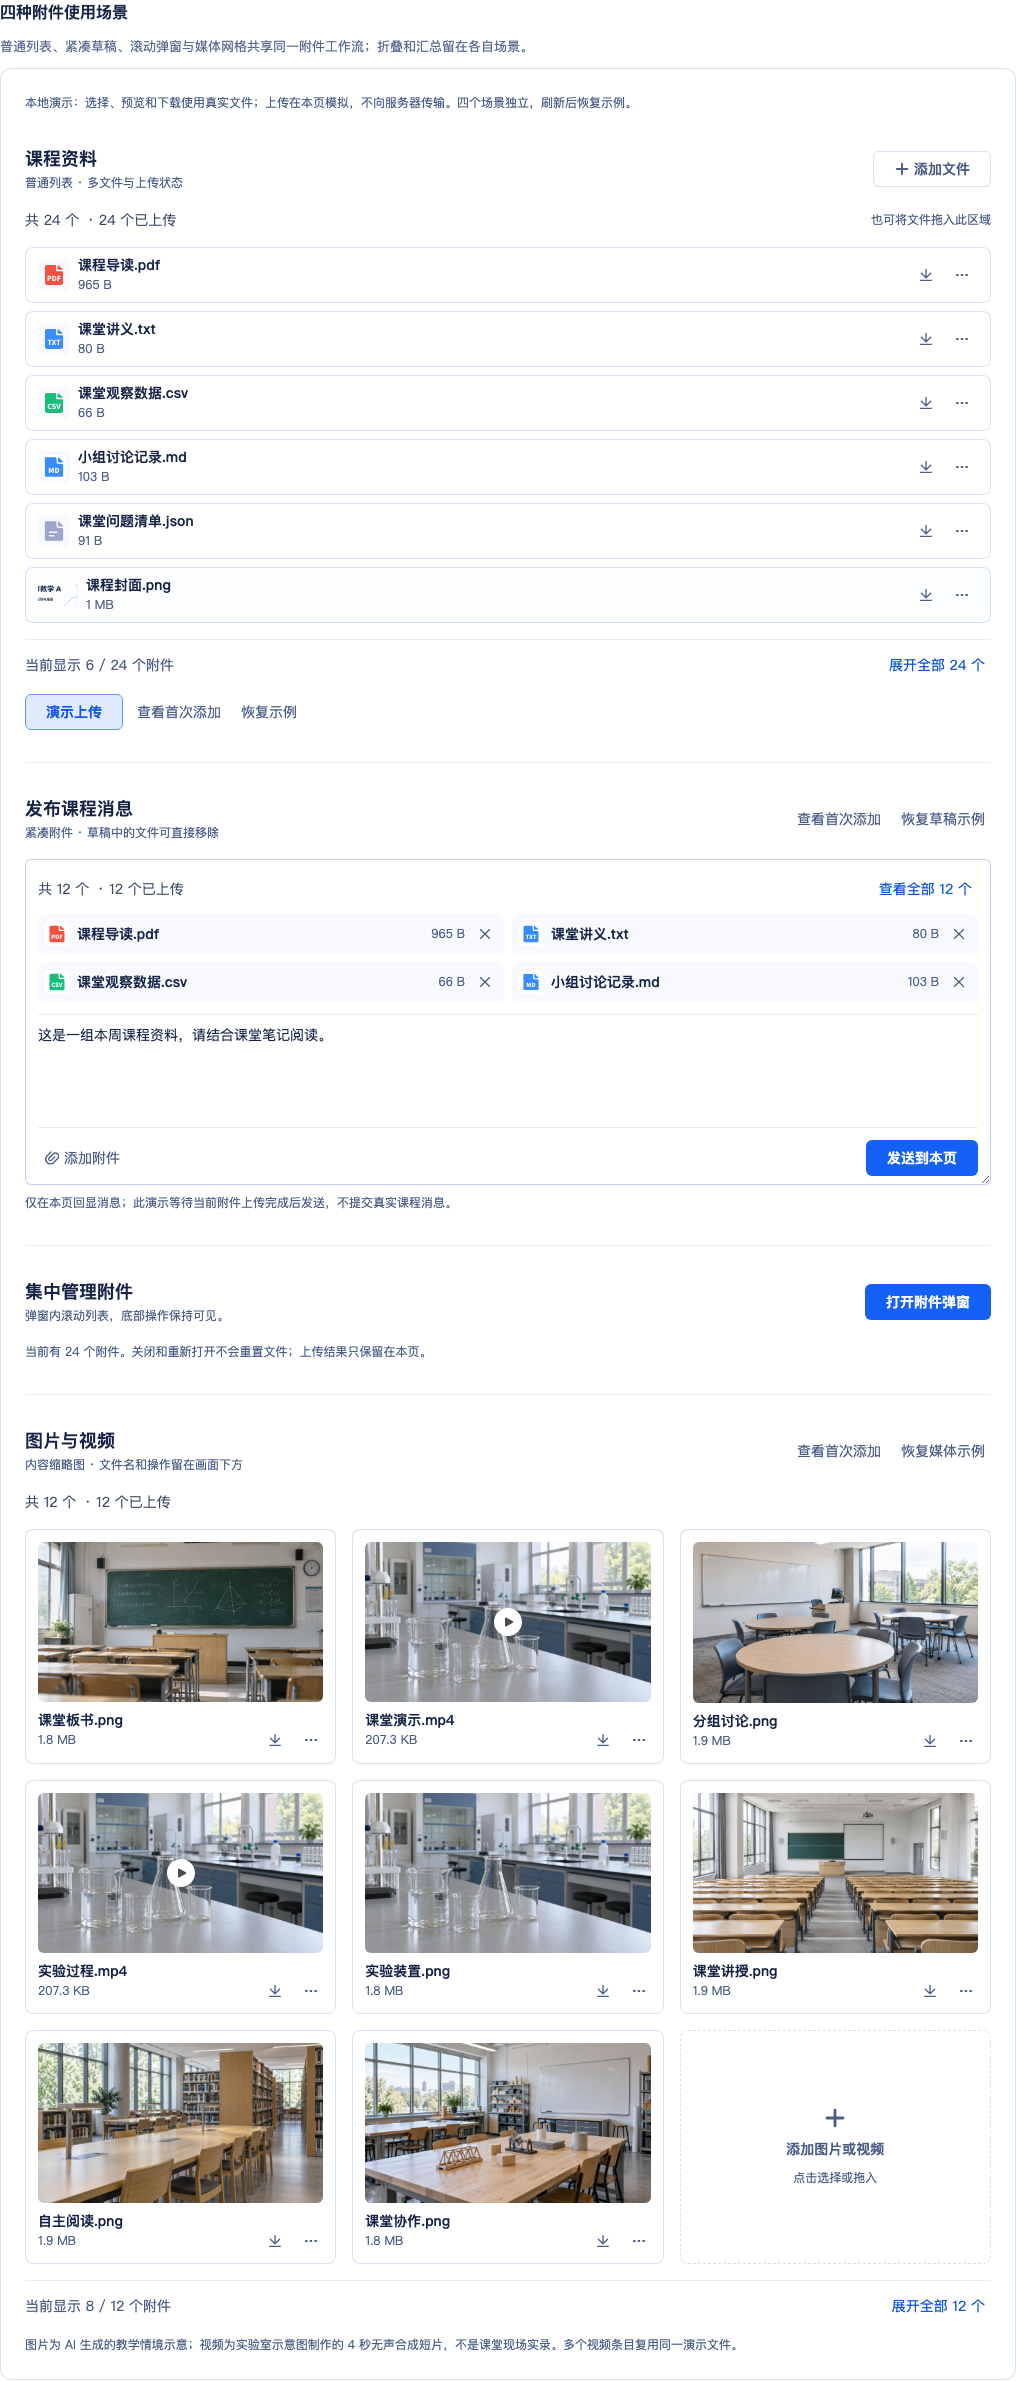 四种附件使用场景
普通列表、紧凑草稿、滚动弹窗与媒体网格共享同一附件工作流；折叠和汇总留在各自场景。
本地演示：选择、预览和下载使用真实文件；上传在本页模拟，不向服务器传输。四个场景独立，刷新后恢复示例。
课程资料
普通列表 · 多文件与上传状态
添加文件
共 24 个 · 24 个已上传
也可将文件拖入此区域
PDF
课程导读.pdf
965 B
TXT
课堂讲义.txt
80 B
CSV
课堂观察数据.csv
66 B
MD
小组讨论记录.md
103 B
课堂问题清单.json
91 B
课程封面.png
1 MB
当前显示 6 / 24 个附件
展开全部 24 个
演示上传
查看首次添加
恢复示例
发布课程消息
紧凑附件 · 草稿中的文件可直接移除
查看首次添加
恢复草稿示例
共 12 个 · 12 个已上传
查看全部 12 个
PDF
课程导读.pdf
965 B
TXT
课堂讲义.txt
80 B
CSV
课堂观察数据.csv
66 B
MD
小组讨论记录.md
103 B
这是一组本周课程资料，请结合课堂笔记阅读。
添加附件
发送到本页
仅在本页回显消息；此演示等待当前附件上传完成后发送，不提交真实课程消息。
集中管理附件
弹窗内滚动列表，底部操作保持可见。
打开附件弹窗
当前有 24 个附件。关闭和重新打开不会重置文件；上传结果只保留在本页。
图片与视频
内容缩略图 · 文件名和操作留在画面下方
查看首次添加
恢复媒体示例
共 12 个 · 12 个已上传
课堂板书.png
1.8 MB
课堂演示.mp4
207.3 KB
分组讨论.png
1.9 MB
实验过程.mp4
207.3 KB
实验装置.png
1.8 MB
课堂讲授.png
1.9 MB
自主阅读.png
1.9 MB
课堂协作.png
1.8 MB
添加图片或视频
点击选择或拖入
当前显示 8 / 12 个附件
展开全部 12 个
图片为 AI 生成的教学情境示意；视频为实验室示意图制作的 4 秒无声合成短片，不是课堂现场实录。多个视频条目复用同一演示文件。